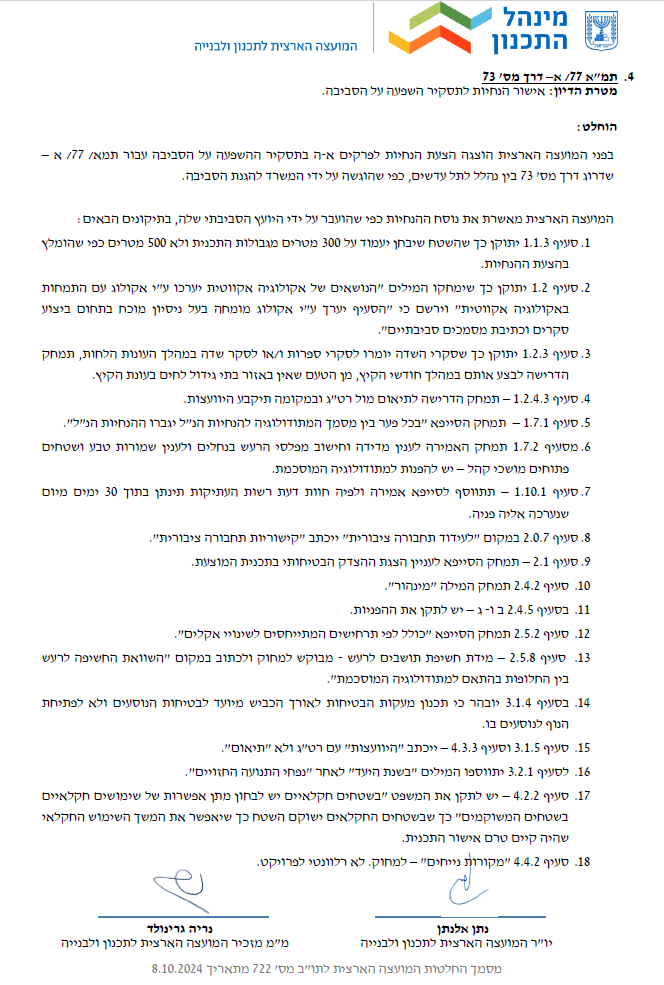 מינהל
התכנון
המועצה הארצית לתכנון ולבנייה
4. תמ"א 77/ א– דרך מס' 73
מטרת הדיון: אישור הנחיות לתסקיר השפעה על הסביבה.
הוחלט:
בפני המועצה הארצית הוצגה הצעת הנחיות לפרקים א-ה בתסקיר ההשפעה על הסביבה עבור תמא/ 77/ א –
שדרוג דרך מס' 73 בין נהלל לתל עדשים, כפי שהוגשה על ידי המשרד להגנת הסביבה.
המועצה הארצית מאשרת את נוסח ההנחיות כפי שהועבר על ידי היועץ הסביבתי שלה, בתיקונים הבאים:
1. סעיף 1.1.3 יתוקן כך שהשטח שיבחן יעמוד על 300 מטרים מגבולות התכנית ולא 500 מטרים כפי שהומלץ
בהצעת ההנחיות.
2. סעיף 1.2 יתוקן כך שימחקו המילים "הנושאים של אקולוגיה אקווטית יערכו ע"י אקולוג עם התמחות
באקולוגיה אקווטית" וירשם כי "הסעיף יערך ע"י אקולוג מומחה בעל ניסיון מוכח בתחום ביצוע
סקרים וכתיבת מסמכים סביבתיים".
3. סעיף 1.2.3 יתוקן כך שסקרי השדה יומרו לסקרי ספרות ו/או לסקר שדה במהלך העונות הלחות, תמחק
הדרישה לבצע אותם במהלך חודשי הקיץ, מן הטעם שאין באזור בתי גידול לחים בעונת הקיץ.
4. סעיף 1.2.4.3 – תמחק הדרישה לתיאום מול רט"ג ובמקומה תיקבע היוועצות.
5. סעיף 1.7.1 – תמחק הסייפא "בכל פער בין מסמך המתודולוגיה להנחיות הנ"ל יגברו ההנחיות הנ"ל".
6. מסעיף 1.7.2 תמחק האמירה לענין מדידה וחישוב מפלסי הרעש בנחלים ולענין שמורות טבע ושטחים
פתוחים מושכי קהל – יש להפנות למתודולוגיה המוסכמת.
7. סעיף 1.10.1 – תתווסף לסייפא אמירה ולפיה חוות דעת רשות העתיקות תינתן בתוך 30 ימים מיום
שנערכה אליה פניה.
8. סעיף 2.0.7 במקום "לעידוד תחבורה ציבורית" ייכתב "קישוריות תחבורה ציבורית".
9. סעיף 2.1 – תמחק הסייפא לעניין הצגת ההצדק הבטיחותי בתכנית המוצעת.
10. סעיף 2.4.2 תמחק המילה "מינהור".
11. בסעיף 2.4.5 ב ו- ג – יש לתקן את ההפניות.
12. סעיף 2.5.2 תמחק הסייפא "כולל לפי תרחישים המתייחסים לשינויי אקלים".
13. סעיף 2.5.8 – מידת חשיפת תושבים לרעש - מבוקש למחוק ולכתוב במקום "השוואת החשיפה לרעש
בין החלופות בהתאם למתודולוגיה המוסכמת".
14. בסעיף 3.1.4 יובהר כי תכנון מעקות הבטיחות לאורך הכביש מיועד לבטיחות הנוסעים ולא לפתיחת
הנוף לנוסעים בו.
15. סעיף 3.1.5 וסעיף 4.3.3 – ייכתב "היוועצות" עם רט"ג ולא "תיאום".
16. לסעיף 3.2.1 יתווספו המילים "בשנת היעד" לאחר "נפחי התנועה החזויים".
17. סעיף 4.2.2 – יש לתקן את המשפט "בשטחים חקלאיים יש לבחון מתן אפשרות של שימושים חקלאיים
בשטחים המשוקמים" כך שבשטחים החקלאים ישוקם השטח כך שיאפשר את המשך השימוש החקלאי
שהיה קיים טרם אישור התכנית.
18. סעיף 4.4.2 "מקורות נייחים" – למחוק. לא רלוונטי לפרויקט.
נתן אלנתן
יו"ר המועצה הארצית לתכנון ולבנייה
נריה גרינולד
מ"מ מזכיר המועצה הארצית לתכנון ולבנייה
מסמך החלטות המועצה הארצית לתו"ב מס' 722 מתאריך 8.10.2024